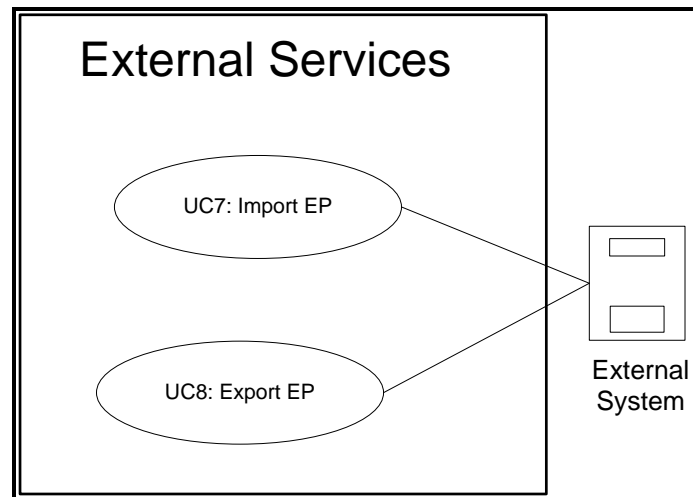 External Services
UC7: Import EP
UC8: Export EP
External
System